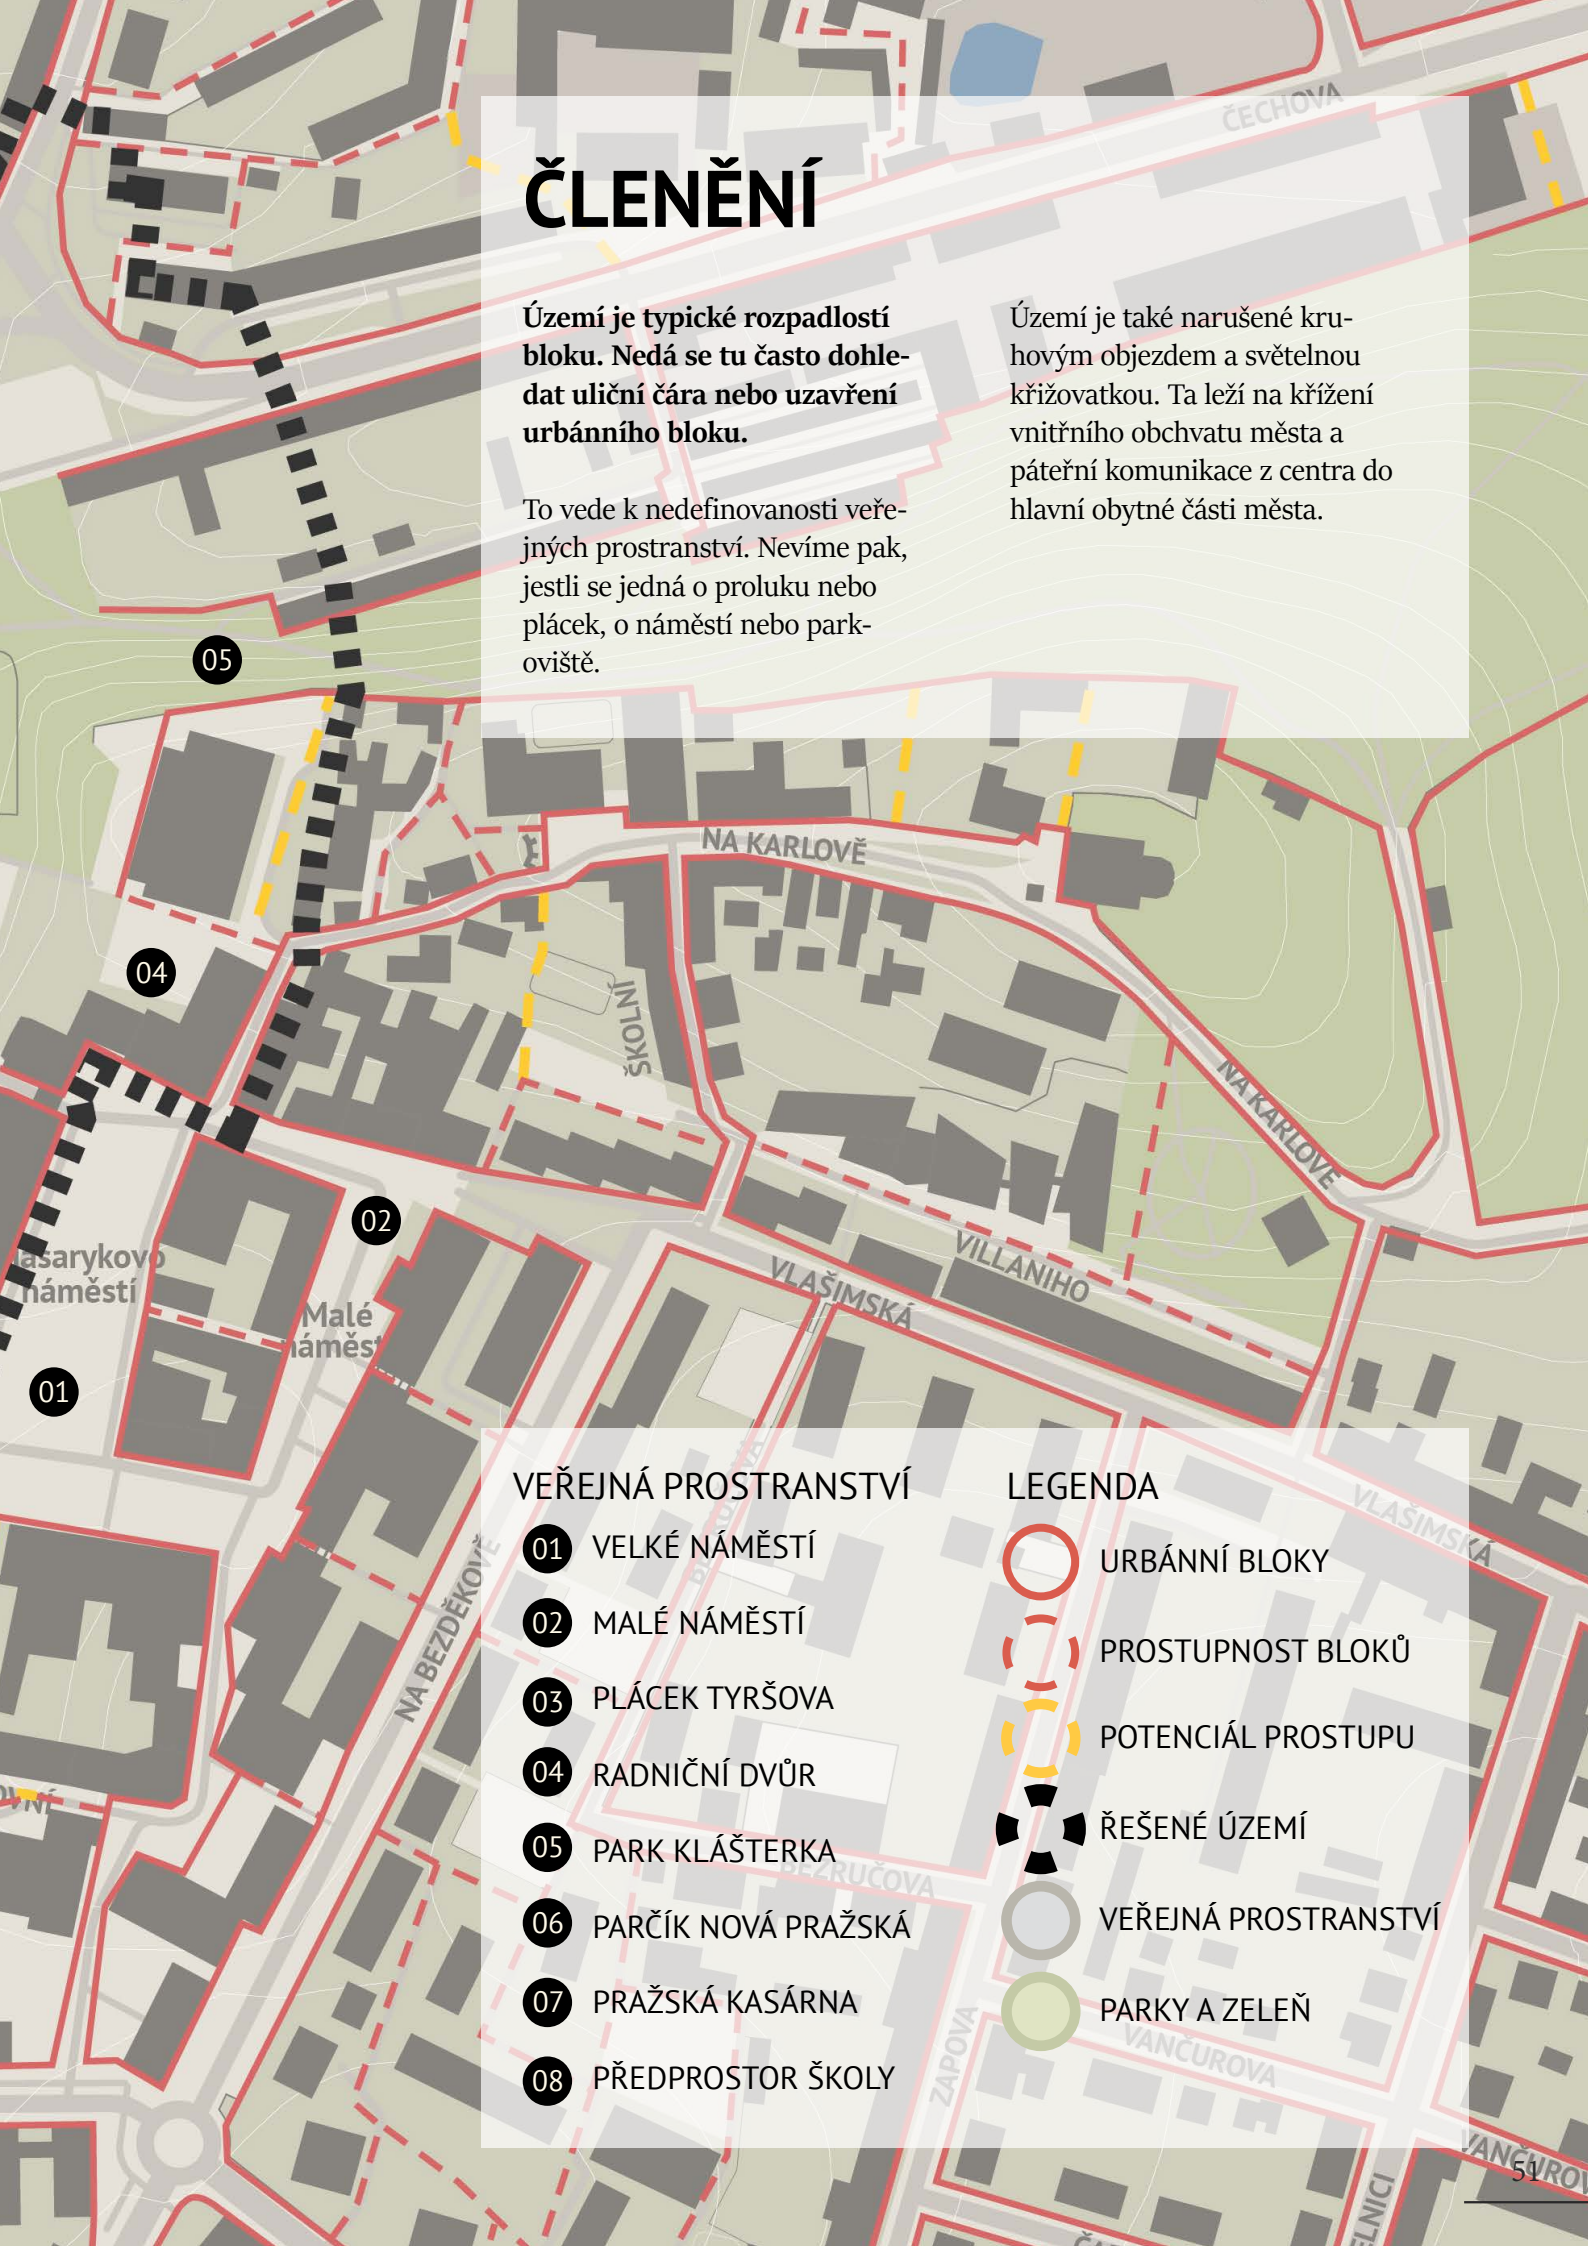 ČECHOVA
ČLENĚNÍ
Území je typické rozpadlostí
bloku. Nedá se tu často dohle-
dat uliční čára nebo uzavření
urbánního bloku.
To vede k nedefinovanosti veře-
jných prostranství. Nevíme pak,
jestli se jedná o proluku nebo
plácek, o náměstí nebo park-
oviště.
Území je také narušené kru-
hovým objezdem a světelnou
křižovatkou. Ta leží na křížení
vnitřního obchvatu města a
páteřní komunikace z centra do
hlavní obytné části města.
05
NA KARLOVĚ
04
ŠKOLNÍ
NA KARLOVĚ
02
asarykovo
náměstí
Malé
náměst
VILLANIHO
VLAŠIMSKÁ
01
NA BEZDĚKOVĚ
VLAŠIMSKÁ
VEŘEJNÁ PROSTRANSTVÍ
01 VELKÉ NÁMĚSTÍ
02 MALÉ NÁMĚSTÍ
03 PLÁCEK TYRŠOVA
04 RADNIČNÍ DVŮR
05 PARK KLÁŠTERKA
06 PARČÍK NOVÁ PRAŽSKÁ
07 PRAŽSKÁ KASÁRNA
08 PŘEDPROSTOR ŠKOLY
LEGENDA
URBÁNNÍ BLOKY
PROSTUPNOST BLOKŮ
POTENCIÁL PROSTUPU
ŘEŠENÉ ÚZEMÍ
VEŘEJNÁ PROSTRANSTVÍ
PARKY A ZELEŇ
BEZRUČOVA
ZAPOVA
VANČUROVA
VANČUROV
ELNICI
51